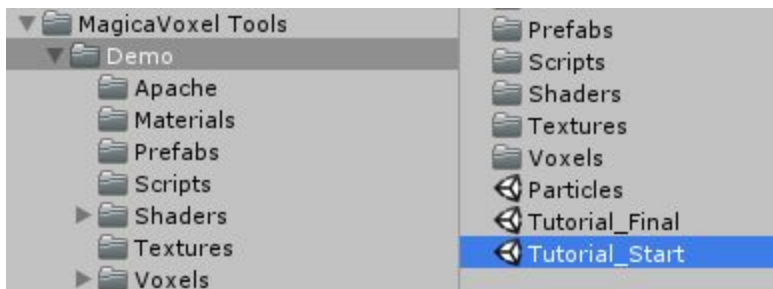 MagicaVoxel Tools
Demo
Apache
Materials
Prefabs
Scripts
Shaders
Textures
Voxels
Prefabs
Scripts
Shaders
Textures
Voxels
Particles
Tutorial_Final
Tutorial_Start